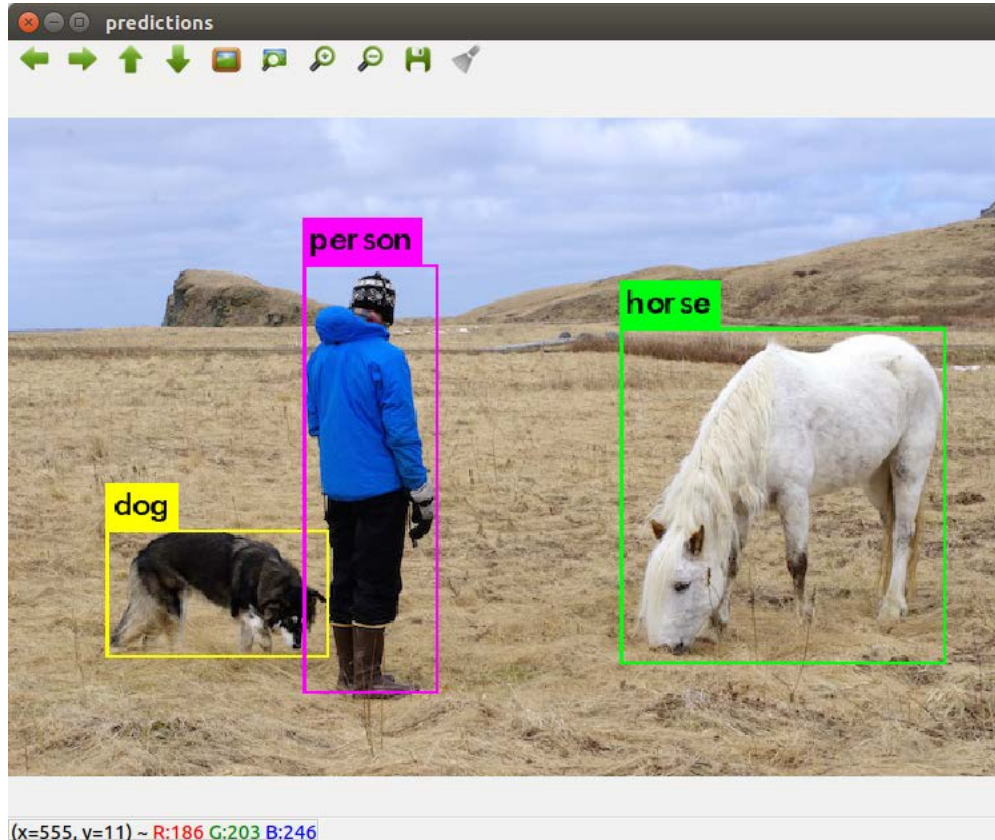 predictions
person
horse
dog
(x=555, y=11) ~ R:186 G:203 B:246